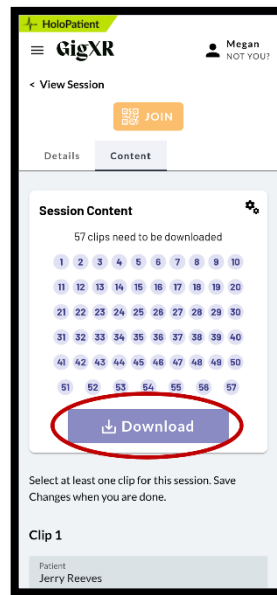 HoloPatient
GigXR
Megan
NOT YOU?
< View Session
JOIN
Details Content
Session Content
57 clips need to be downloaded
1 2 3 4 5 6 7 8 9 10
11 12 13 14 15 16 17 18 19 20
21 22 23 24 25 26 27 28 29 30
31 32 33 34 35 36 37 38 39 40
41 42 43 44 45 46 47 48 49 50
51 52 53 54 55 56 57
Download
Select at least one clip for this session. Save
Changes when you are done.
Clip 1
Patient
Jerry Reeves